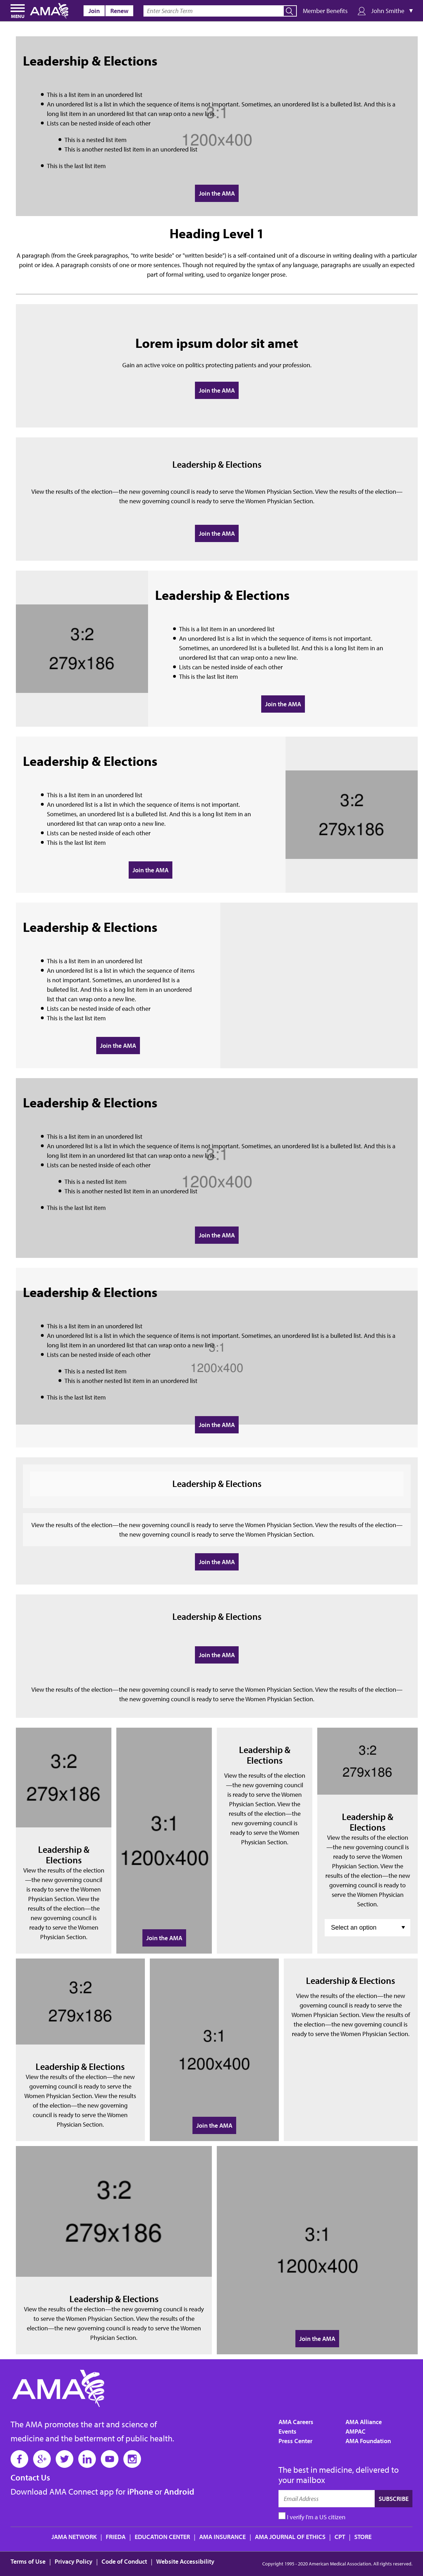 MENU
AMA
Join
Renew
Enter Search Term
Member Benefits
John Smithe
Leadership & Elections
This is a list item in an unordered list
An unordered list is a list in which the sequence of items is not important. Sometimes, an unordered list is a bulleted list. And this is a
long list item in an unordered list that can wrap onto a new line.
Lists can be nested inside of each other
This is a nested list item
This is another nested list item in an unordered list
This is the last list item
3:1
1200x400
Join the AMA
Heading Level 1
A paragraph (from the Greek paragraphos, "to write beside" or "written beside") is a self-contained unit of a discourse in writing dealing with a particular
point or idea. A paragraph consists of one or more sentences. Though not required by the syntax of any language, paragraphs are usually an expected
part of formal writing, used to organize longer prose.
Lorem ipsum dolor sit amet
Gain an active voice on politics protecting patients and your profession.
Join the AMA
Leadership & Elections
View the results of the election—the new governing council is ready to serve the Women Physician Section. View the results of the election—
the new governing council is ready to serve the Women Physician Section.
Join the AMA
3:2
279x186
Leadership & Elections
This is a list item in an unordered list
An unordered list is a list in which the sequence of items is not important.
Sometimes, an unordered list is a bulleted list. And this is a long list item in an
unordered list that can wrap onto a new line.
Lists can be nested inside of each other
This is the last list item
Join the AMA
Leadership & Elections
This is a list item in an unordered list
An unordered list is a list in which the sequence of items is not important.
Sometimes, an unordered list is a bulleted list. And this is a long list item in an
unordered list that can wrap onto a new line.
Lists can be nested inside of each other
This is the last list item
Join the AMA
3:2
279x186
Leadership & Elections
This is a list item in an unordered list
An unordered list is a list in which the sequence of items
is not important. Sometimes, an unordered list is a
bulleted list. And this is a long list item in an unordered
list that can wrap onto a new line.
Lists can be nested inside of each other
This is the last list item
Join the AMA
Leadership & Elections
This is a list item in an unordered list
An unordered list is a list in which the sequence of items is not important. Sometimes, an unordered list is a bulleted list. And this is a
long list item in an unordered list that can wrap onto a new line.
Lists can be nested inside of each other
This is a nested list item
This is another nested list item in an unordered list
This is the last list item
3:1
1200x400
Join the AMA
Leadership & Elections
This is a list item in an unordered list
An unordered list is a list in which the sequence of items is not important. Sometimes, an unordered list is a bulleted list. And this is a
long list item in an unordered list that can wrap onto a new line.
Lists can be nested inside of each other
This is a nested list item
This is another nested list item in an unordered list
This is the last list item
3:1
1200x400
Join the AMA
Leadership & Elections
View the results of the election—the new governing council is ready to serve the Women Physician Section. View the results of the election—
the new governing council is ready to serve the Women Physician Section.
Join the AMA
Leadership & Elections
Join the AMA
View the results of the election—the new governing council is ready to serve the Women Physician Section. View the results of the election—
the new governing council is ready to serve the Women Physician Section.
3:2
279x186
Leadership &
Elections
View the results of the election
—the new governing council
is ready to serve the Women
Physician Section. View the
results of the election—the
new governing council is
ready to serve the Women
Physician Section.
3:1
1200x400
Join the AMA
Leadership &
Elections
View the results of the election
—the new governing council
is ready to serve the Women
Physician Section. View the
results of the election—the
new governing council is
ready to serve the Women
Physician Section.
3:2
279x186
Leadership &
Elections
View the results of the election
—the new governing council is
ready to serve the Women
Physician Section. View the
results of the election—the new
governing council is ready to
serve the Women Physician
Section.
Select an option
3:2
279x186
Leadership & Elections
View the results of the election—the new
governing council is ready to serve the
Women Physician Section. View the results
of the election—the new governing
council is ready to serve the Women
Physician Section.
3:1
1200x400
Join the AMA
Leadership & Elections
View the results of the election—the new
governing council is ready to serve the
Women Physician Section. View the results of
the election—the new governing council is
ready to serve the Women Physician Section.
3:2
279x186
Leadership & Elections
View the results of the election—the new governing council is ready
to serve the Women Physician Section. View the results of the
election—the new governing council is ready to serve the Women
Physician Section.
3:1
1200x400
Join the AMA
AMA
The AMA promotes the art and science of
medicine and the betterment of public health.
Contact Us
Download AMA Connect app for iPhone or Android
AMA Careers
Events
Press Center
AMA Alliance
AMPAC
AMA Foundation
The best in medicine, delivered to
your mailbox
Email Address
SUBSCRIBE
I verify I'm a US citizen
JAMA NETWORK | FRIEDA | EDUCATION CENTER | AMA INSURANCE | AMA JOURNAL OF ETHICS | CPT | STORE
Terms of Use | Privacy Policy | Code of Conduct | Website Accessibility
Copyright 1995 - 2020 American Medical Association. All rights reserved.